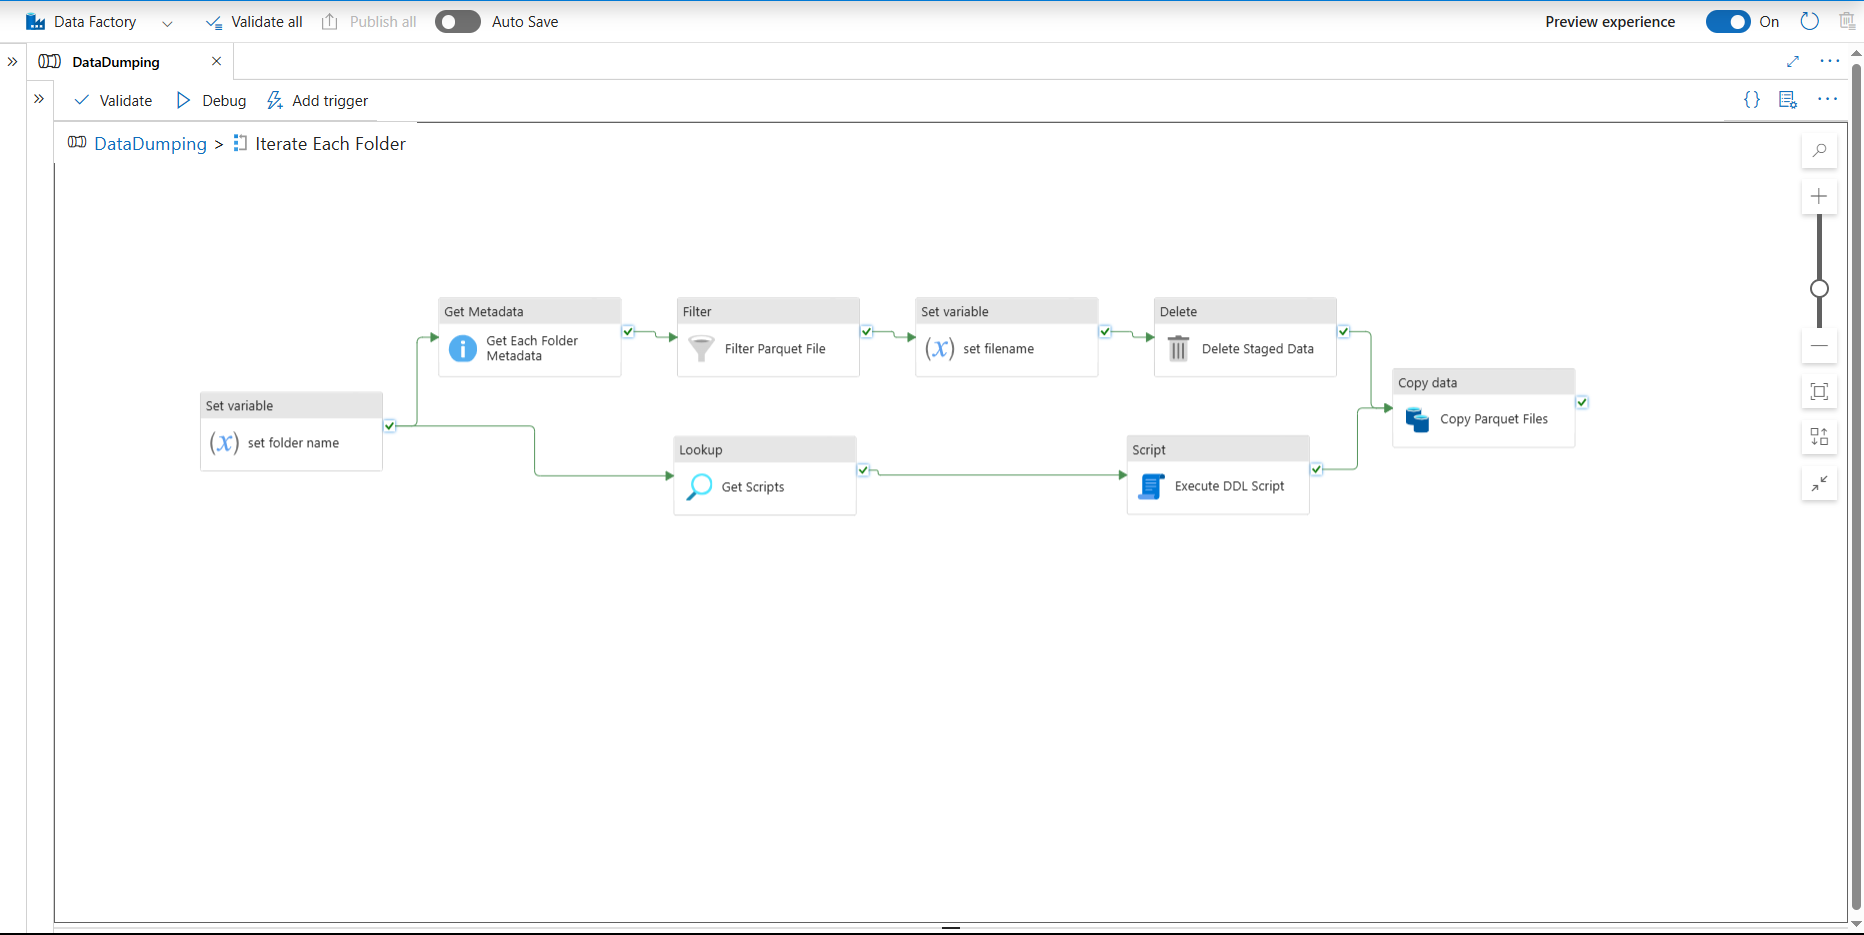 Data Factory
Validate all
Publish all
Auto Save
Preview experience
On
DataDumping
Validate
Debug
Add trigger
DataDumping > Iterate Each Folder
Get Metadata
Get Each Folder
Metadata
Filter
Filter Parquet File
Set variable
(x) set filename
Delete
Delete Staged Data
Set variable
(x) set folder name
Lookup
Get Scripts
Script
Execute DDL Script
Copy data
Copy Parquet Files